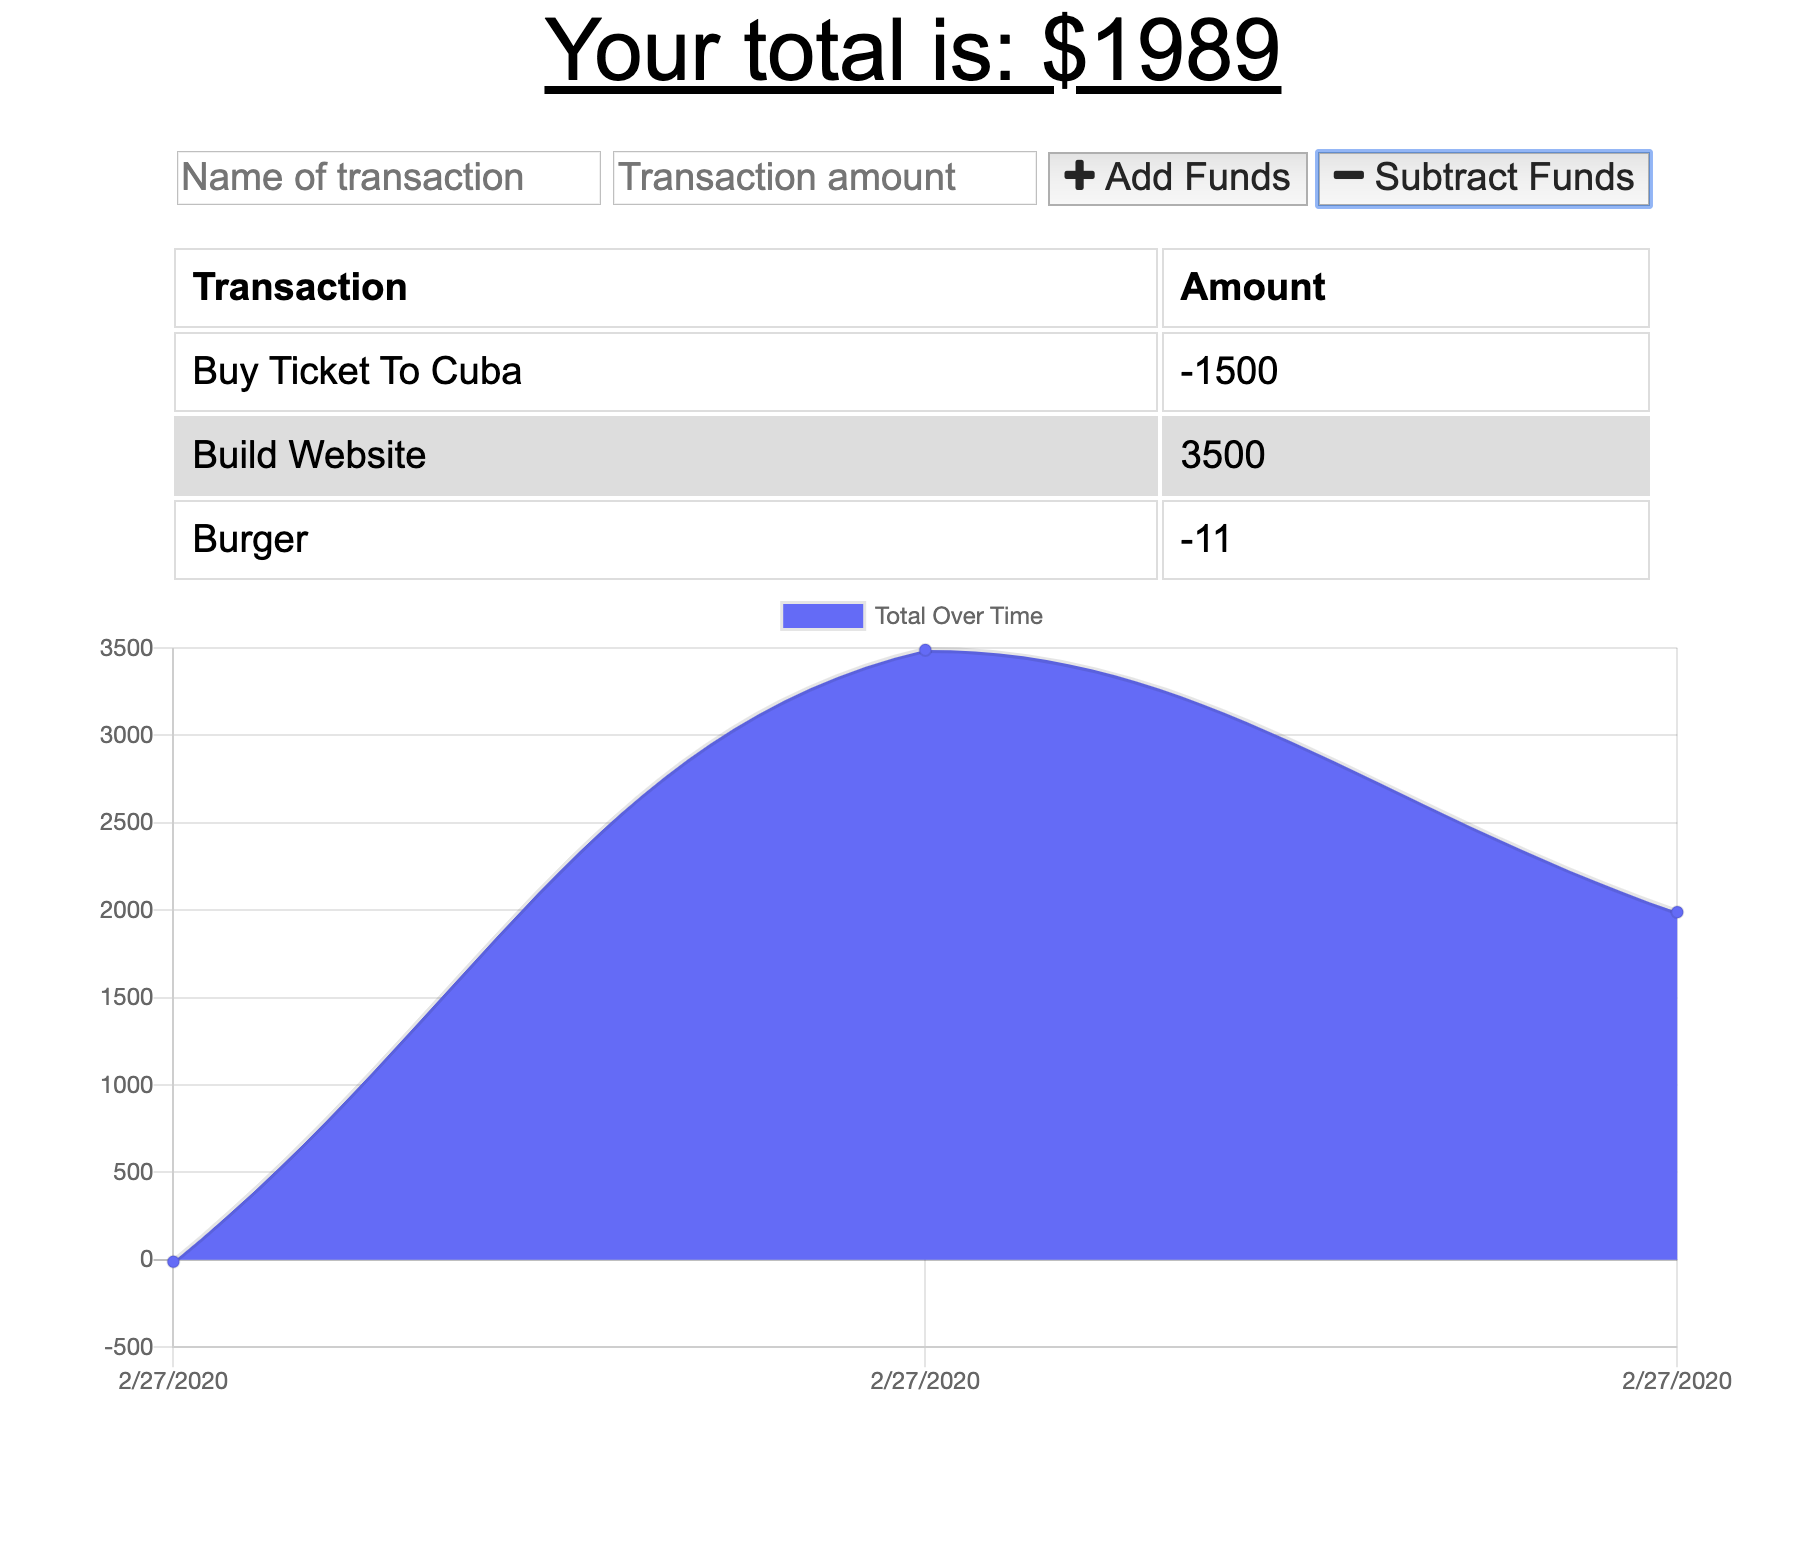 Your total is: $1989
Name of transaction Transaction amount + Add Funds − Subtract Funds
Transaction Amount
Buy Ticket To Cuba -1500
Build Website 3500
Burger -11
Total Over Time
3500
3000
2500
2000
1500
1000
500
0
-500
2/27/2020 2/27/2020 2/27/2020